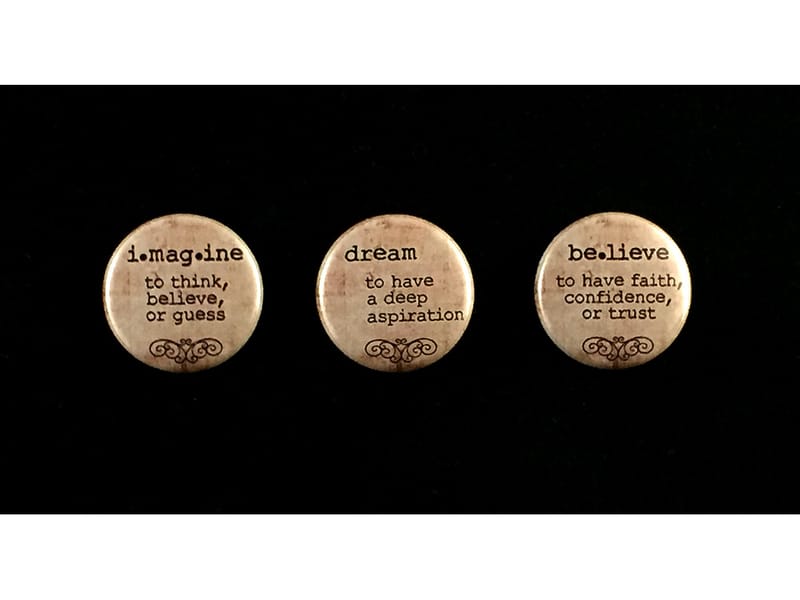 i•mag•ine
to think,
believe,
or guess
dream
to have
a deep
aspiration
be•lieve
to have faith,
confidence,
or trust